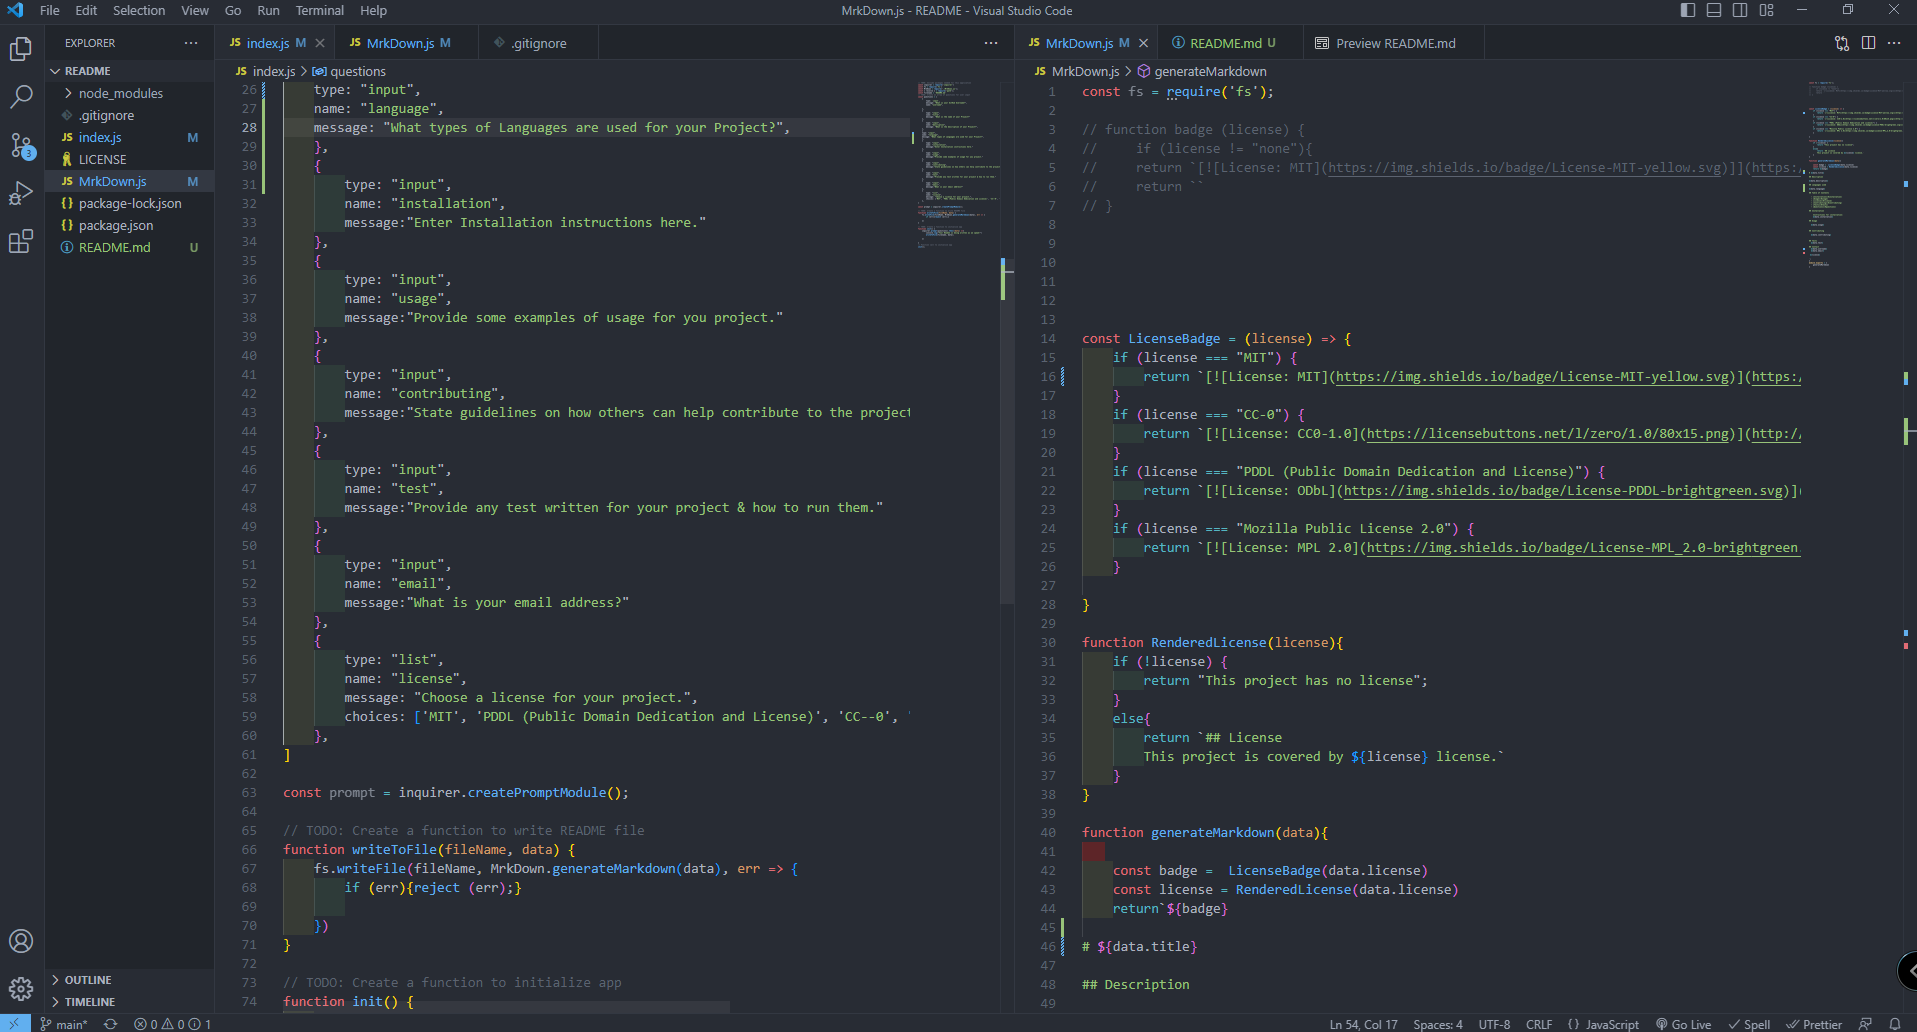 File Edit Selection View Go Run Terminal Help
MrkDown.js - README - Visual Studio Code
EXPLORER ···
README
node_modules
.gitignore
index.js M
LICENSE
MrkDown.js M
package-lock.json
package.json
README.md U
OUTLINE
TIMELINE
index.js M
MrkDown.js M
.gitignore
index.js > questions
26 type: "input",
27 name: "language",
28 message: "What types of Languages are used for your Project?",
29 },
30 {
31 type: "input",
32 name: "installation",
33 message:"Enter Installation instructions here."
34 },
35 {
36 type: "input",
37 name: "usage",
38 message:"Provide some examples of usage for you project."
39 },
40 {
41 type: "input",
42 name: "contributing",
43 message:"State guidelines on how others can help contribute to the project
44 },
45 {
46 type: "input",
47 name: "test",
48 message:"Provide any test written for your project & how to run them."
49 },
50 {
51 type: "input",
52 name: "email",
53 message:"What is your email address?"
54 },
55 {
56 type: "list",
57 name: "license",
58 message: "Choose a license for your project.",
59 choices: ['MIT', 'PDDL (Public Domain Dedication and License)', 'CC--0', '
60 },
61 ]
62
63 const prompt = inquirer.createPromptModule();
64
65 // TODO: Create a function to write README file
66 function writeToFile(fileName, data) {
67 fs.writeFile(fileName, MrkDown.generateMarkdown(data), err => {
68 if (err){reject (err);}
69
70 })
71 }
72
73 // TODO: Create a function to initialize app
74 function init() {
MrkDown.js M
README.md U
Preview README.md
MrkDown.js > generateMarkdown
1 const fs = require('fs');
2
3 // function badge (license) {
4 // if (license != "none"){
5 // return `[![License: MIT](https://img.shields.io/badge/License-MIT-yellow.svg)]](https:
6 // return ``
7 // }
8
9
10
11
12
13
14 const LicenseBadge = (license) => {
15 if (license === "MIT") {
16 return `[![License: MIT](https://img.shields.io/badge/License-MIT-yellow.svg)](https:/
17 }
18 if (license === "CC-0") {
19 return `[![License: CC0-1.0](https://licensebuttons.net/l/zero/1.0/80x15.png)](http:/
20 }
21 if (license === "PDDL (Public Domain Dedication and License)") {
22 return `[![License: ODbL](https://img.shields.io/badge/License-PDDL-brightgreen.svg)](
23 }
24 if (license === "Mozilla Public License 2.0") {
25 return `[![License: MPL 2.0](https://img.shields.io/badge/License-MPL_2.0-brightgreen.
26 }
27
28 }
29
30 function RenderedLicense(license){
31 if (!license) {
32 return "This project has no license";
33 }
34 else{
35 return `## License
36 This project is covered by ${license} license.`
37 }
38 }
39
40 function generateMarkdown(data){
41
42 const badge = LicenseBadge(data.license)
43 const license = RenderedLicense(data.license)
44 return`${badge}
45
46 # ${data.title}
47
48 ## Description
49
3
main* 0 0 1
Ln 54, Col 17 Spaces: 4 UTF-8 CRLF {} JavaScript Go Live Spell Prettier